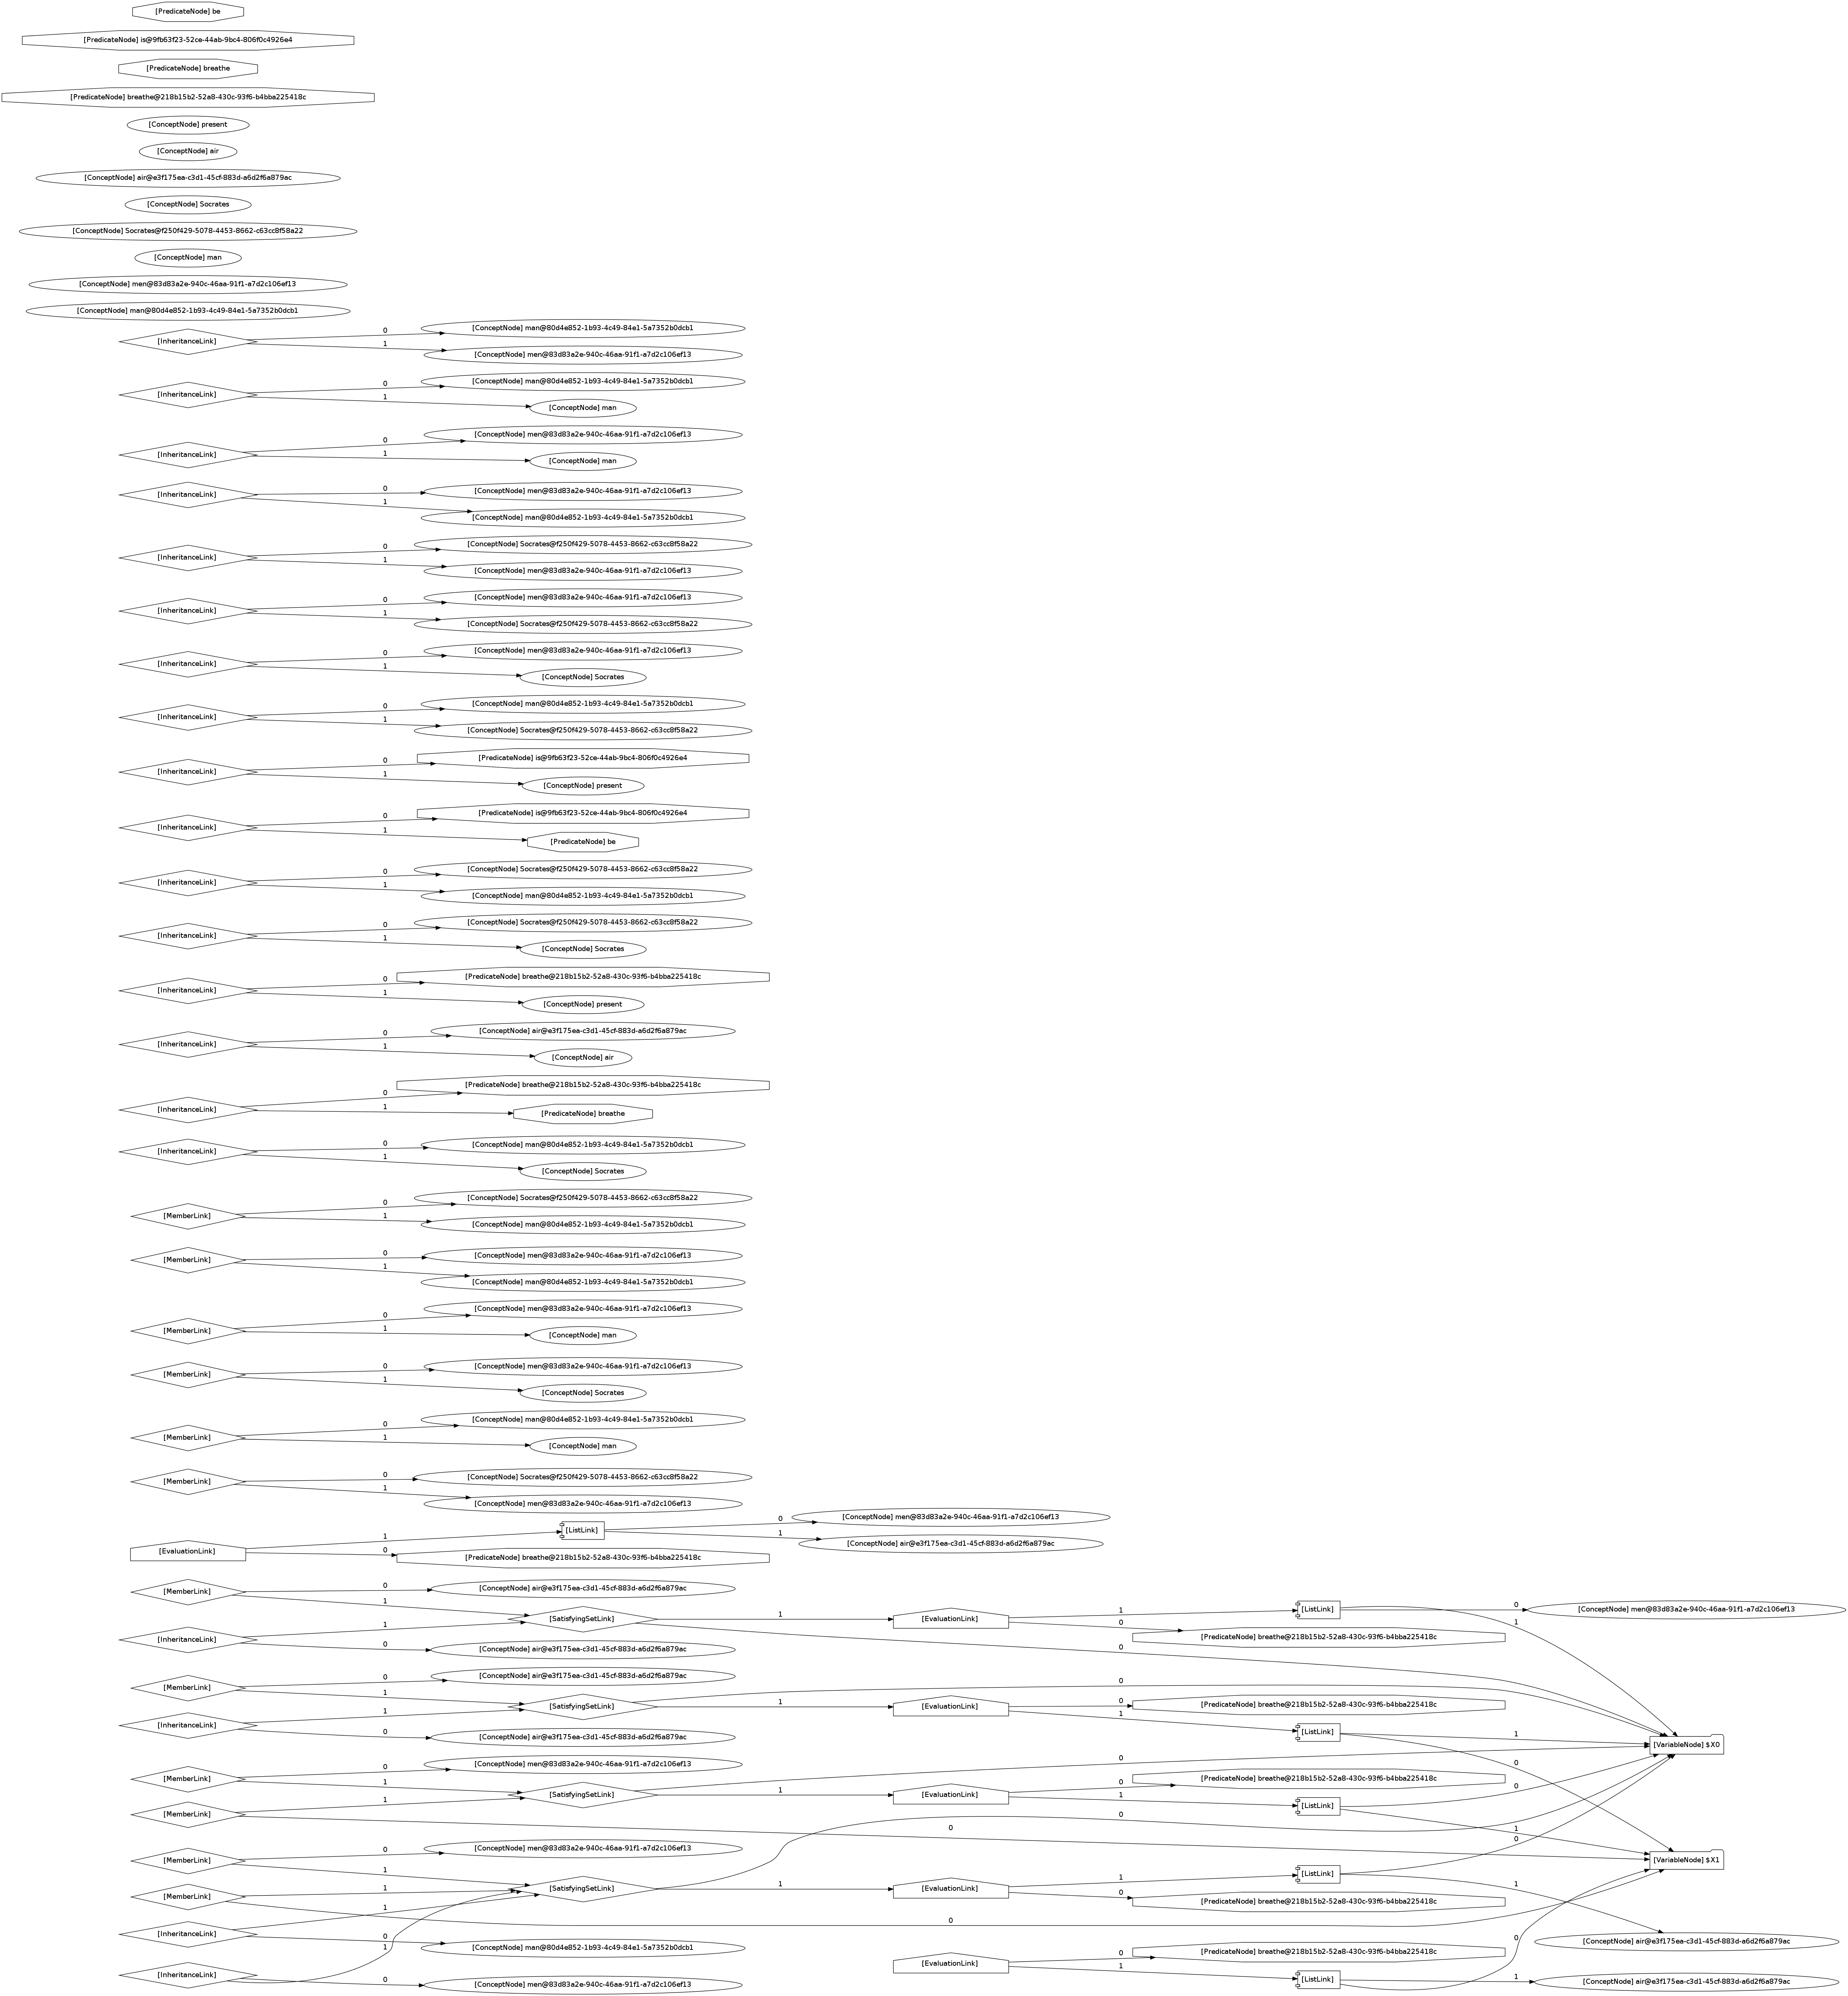 [PredicateNode] be
[PredicateNode] is@9fb63f23-52ce-44ab-9bc4-806f0c4926e4
[PredicateNode] breathe
[PredicateNode] breathe@218b15b2-52a8-430c-93f6-b4bba225418c
[ConceptNode] present
[ConceptNode] air
[ConceptNode] air@e3f175ea-c3d1-45cf-883d-a6d2f6a879ac
[ConceptNode] Socrates
[ConceptNode] Socrates@f250f429-5078-4453-8662-c63cc8f58a22
[ConceptNode] man
[ConceptNode] men@83d83a2e-940c-46aa-91f1-a7d2c106ef13
[ConceptNode] man@80d4e852-1b93-4c49-84e1-5a7352b0dcb1
[InheritanceLink]
0
[ConceptNode] man@80d4e852-1b93-4c49-84e1-5a7352b0dcb1
1
[ConceptNode] men@83d83a2e-940c-46aa-91f1-a7d2c106ef13
[InheritanceLink]
0
[ConceptNode] man@80d4e852-1b93-4c49-84e1-5a7352b0dcb1
1
[ConceptNode] man
[InheritanceLink]
0
[ConceptNode] men@83d83a2e-940c-46aa-91f1-a7d2c106ef13
1
[ConceptNode] man
[InheritanceLink]
0
[ConceptNode] men@83d83a2e-940c-46aa-91f1-a7d2c106ef13
1
[ConceptNode] man@80d4e852-1b93-4c49-84e1-5a7352b0dcb1
[InheritanceLink]
0
[ConceptNode] Socrates@f250f429-5078-4453-8662-c63cc8f58a22
1
[ConceptNode] men@83d83a2e-940c-46aa-91f1-a7d2c106ef13
[InheritanceLink]
0
[ConceptNode] men@83d83a2e-940c-46aa-91f1-a7d2c106ef13
1
[ConceptNode] Socrates@f250f429-5078-4453-8662-c63cc8f58a22
[InheritanceLink]
0
[ConceptNode] men@83d83a2e-940c-46aa-91f1-a7d2c106ef13
1
[ConceptNode] Socrates
[InheritanceLink]
0
[ConceptNode] man@80d4e852-1b93-4c49-84e1-5a7352b0dcb1
1
[ConceptNode] Socrates@f250f429-5078-4453-8662-c63cc8f58a22
[InheritanceLink]
0
[PredicateNode] is@9fb63f23-52ce-44ab-9bc4-806f0c4926e4
1
[ConceptNode] present
[InheritanceLink]
0
[PredicateNode] is@9fb63f23-52ce-44ab-9bc4-806f0c4926e4
1
[PredicateNode] be
[InheritanceLink]
0
[ConceptNode] Socrates@f250f429-5078-4453-8662-c63cc8f58a22
1
[ConceptNode] man@80d4e852-1b93-4c49-84e1-5a7352b0dcb1
[InheritanceLink]
0
[ConceptNode] Socrates@f250f429-5078-4453-8662-c63cc8f58a22
1
[ConceptNode] Socrates
[InheritanceLink]
0
[PredicateNode] breathe@218b15b2-52a8-430c-93f6-b4bba225418c
1
[ConceptNode] present
[InheritanceLink]
0
[ConceptNode] air@e3f175ea-c3d1-45cf-883d-a6d2f6a879ac
1
[ConceptNode] air
[InheritanceLink]
0
[PredicateNode] breathe@218b15b2-52a8-430c-93f6-b4bba225418c
1
[PredicateNode] breathe
[InheritanceLink]
0
[ConceptNode] man@80d4e852-1b93-4c49-84e1-5a7352b0dcb1
1
[ConceptNode] Socrates
[MemberLink]
0
[ConceptNode] Socrates@f250f429-5078-4453-8662-c63cc8f58a22
1
[ConceptNode] man@80d4e852-1b93-4c49-84e1-5a7352b0dcb1
[MemberLink]
0
[ConceptNode] men@83d83a2e-940c-46aa-91f1-a7d2c106ef13
1
[ConceptNode] man@80d4e852-1b93-4c49-84e1-5a7352b0dcb1
[MemberLink]
0
[ConceptNode] men@83d83a2e-940c-46aa-91f1-a7d2c106ef13
1
[ConceptNode] man
[MemberLink]
0
[ConceptNode] men@83d83a2e-940c-46aa-91f1-a7d2c106ef13
1
[ConceptNode] Socrates
[MemberLink]
0
[ConceptNode] man@80d4e852-1b93-4c49-84e1-5a7352b0dcb1
1
[ConceptNode] man
[MemberLink]
0
[ConceptNode] Socrates@f250f429-5078-4453-8662-c63cc8f58a22
1
[ConceptNode] men@83d83a2e-940c-46aa-91f1-a7d2c106ef13
[EvaluationLink]
1
[ListLink]
0
[ConceptNode] men@83d83a2e-940c-46aa-91f1-a7d2c106ef13
1
[ConceptNode] air@e3f175ea-c3d1-45cf-883d-a6d2f6a879ac
0
[PredicateNode] breathe@218b15b2-52a8-430c-93f6-b4bba225418c
[MemberLink]
0
[ConceptNode] air@e3f175ea-c3d1-45cf-883d-a6d2f6a879ac
1
[SatisfyingSetLink]
1
[EvaluationLink]
1
[ListLink]
0
[ConceptNode] men@83d83a2e-940c-46aa-91f1-a7d2c106ef13
1
0
[PredicateNode] breathe@218b15b2-52a8-430c-93f6-b4bba225418c
0
[InheritanceLink]
1
0
[ConceptNode] air@e3f175ea-c3d1-45cf-883d-a6d2f6a879ac
[MemberLink]
0
[ConceptNode] air@e3f175ea-c3d1-45cf-883d-a6d2f6a879ac
1
[SatisfyingSetLink]
0
1
[EvaluationLink]
0
[PredicateNode] breathe@218b15b2-52a8-430c-93f6-b4bba225418c
1
[ListLink]
1
0
[VariableNode] $X0
[InheritanceLink]
1
0
[ConceptNode] air@e3f175ea-c3d1-45cf-883d-a6d2f6a879ac
[MemberLink]
0
[ConceptNode] men@83d83a2e-940c-46aa-91f1-a7d2c106ef13
1
[SatisfyingSetLink]
0
1
[EvaluationLink]
0
[PredicateNode] breathe@218b15b2-52a8-430c-93f6-b4bba225418c
1
[ListLink]
0
1
[MemberLink]
1
0
[VariableNode] $X1
[MemberLink]
0
[ConceptNode] men@83d83a2e-940c-46aa-91f1-a7d2c106ef13
1
[SatisfyingSetLink]
0
1
[EvaluationLink]
1
[ListLink]
0
1
0
[PredicateNode] breathe@218b15b2-52a8-430c-93f6-b4bba225418c
[ConceptNode] air@e3f175ea-c3d1-45cf-883d-a6d2f6a879ac
[MemberLink]
1
0
[InheritanceLink]
1
0
[ConceptNode] man@80d4e852-1b93-4c49-84e1-5a7352b0dcb1
[InheritanceLink]
1
0
[ConceptNode] men@83d83a2e-940c-46aa-91f1-a7d2c106ef13
[EvaluationLink]
0
[PredicateNode] breathe@218b15b2-52a8-430c-93f6-b4bba225418c
1
[ListLink]
0
1
[ConceptNode] air@e3f175ea-c3d1-45cf-883d-a6d2f6a879ac